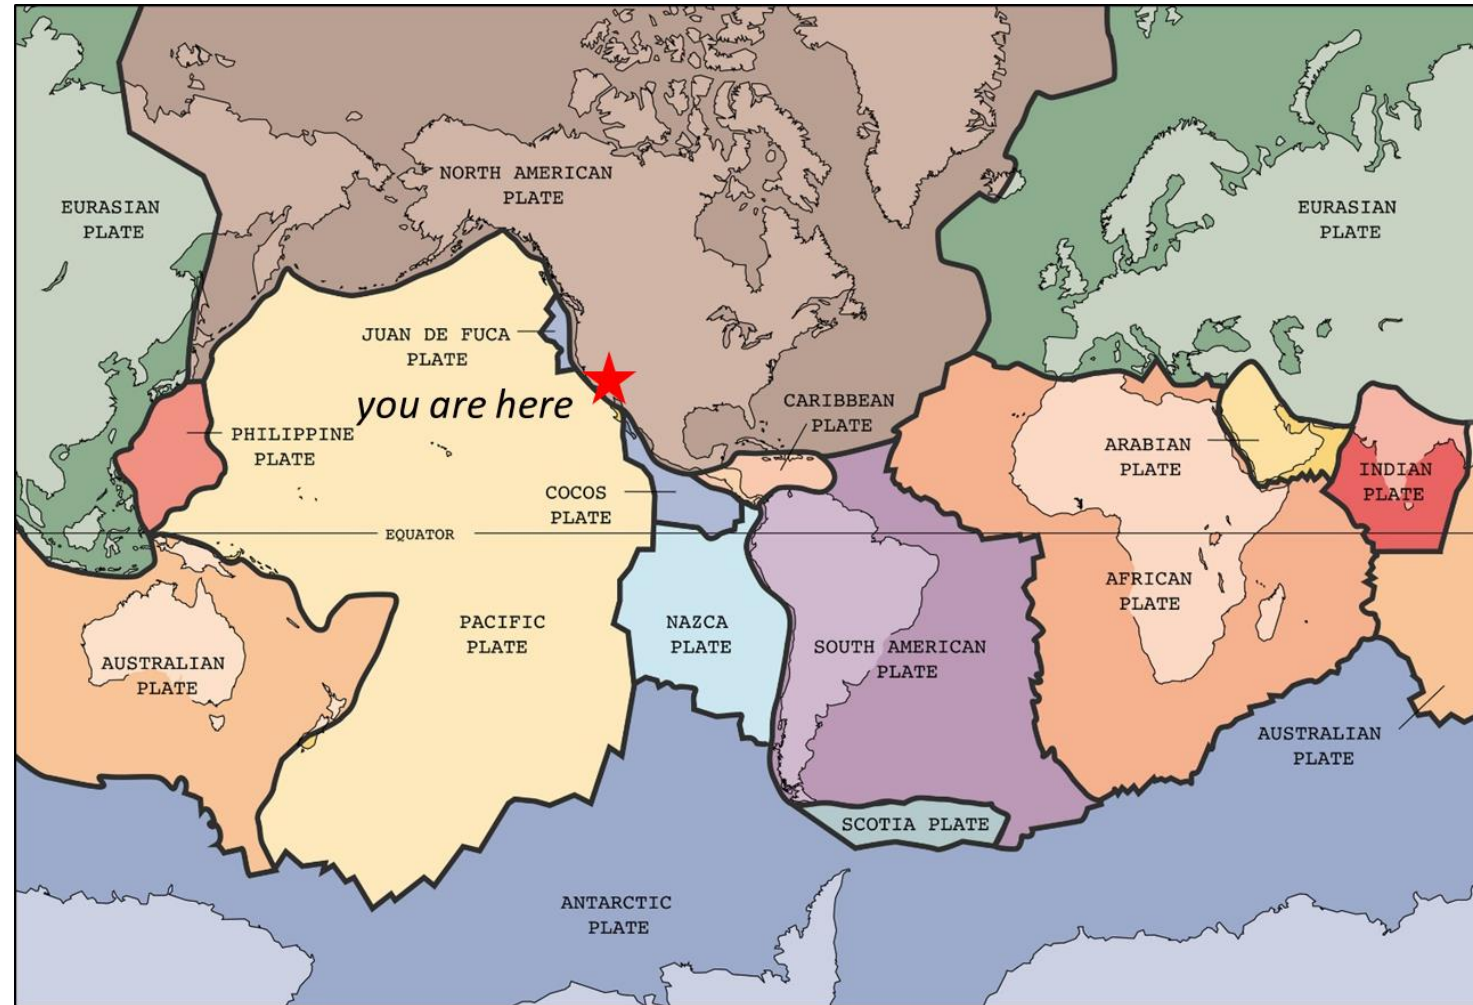 NORTH AMERICAN
PLATE
EURASIAN
PLATE
EURASIAN
PLATE
JUAN DE FUCA
PLATE
you are here
CARIBBEAN
PLATE
PHILIPPINE
PLATE
ARABIAN
PLATE
INDIAN
PLATE
COCOS
PLATE
EQUATOR
AFRICAN
PLATE
PACIFIC
PLATE
NAZCA
PLATE
SOUTH AMERICAN
PLATE
AUSTRALIAN
PLATE
AUSTRALIAN
PLATE
SCOTIA PLATE
ANTARCTIC
PLATE